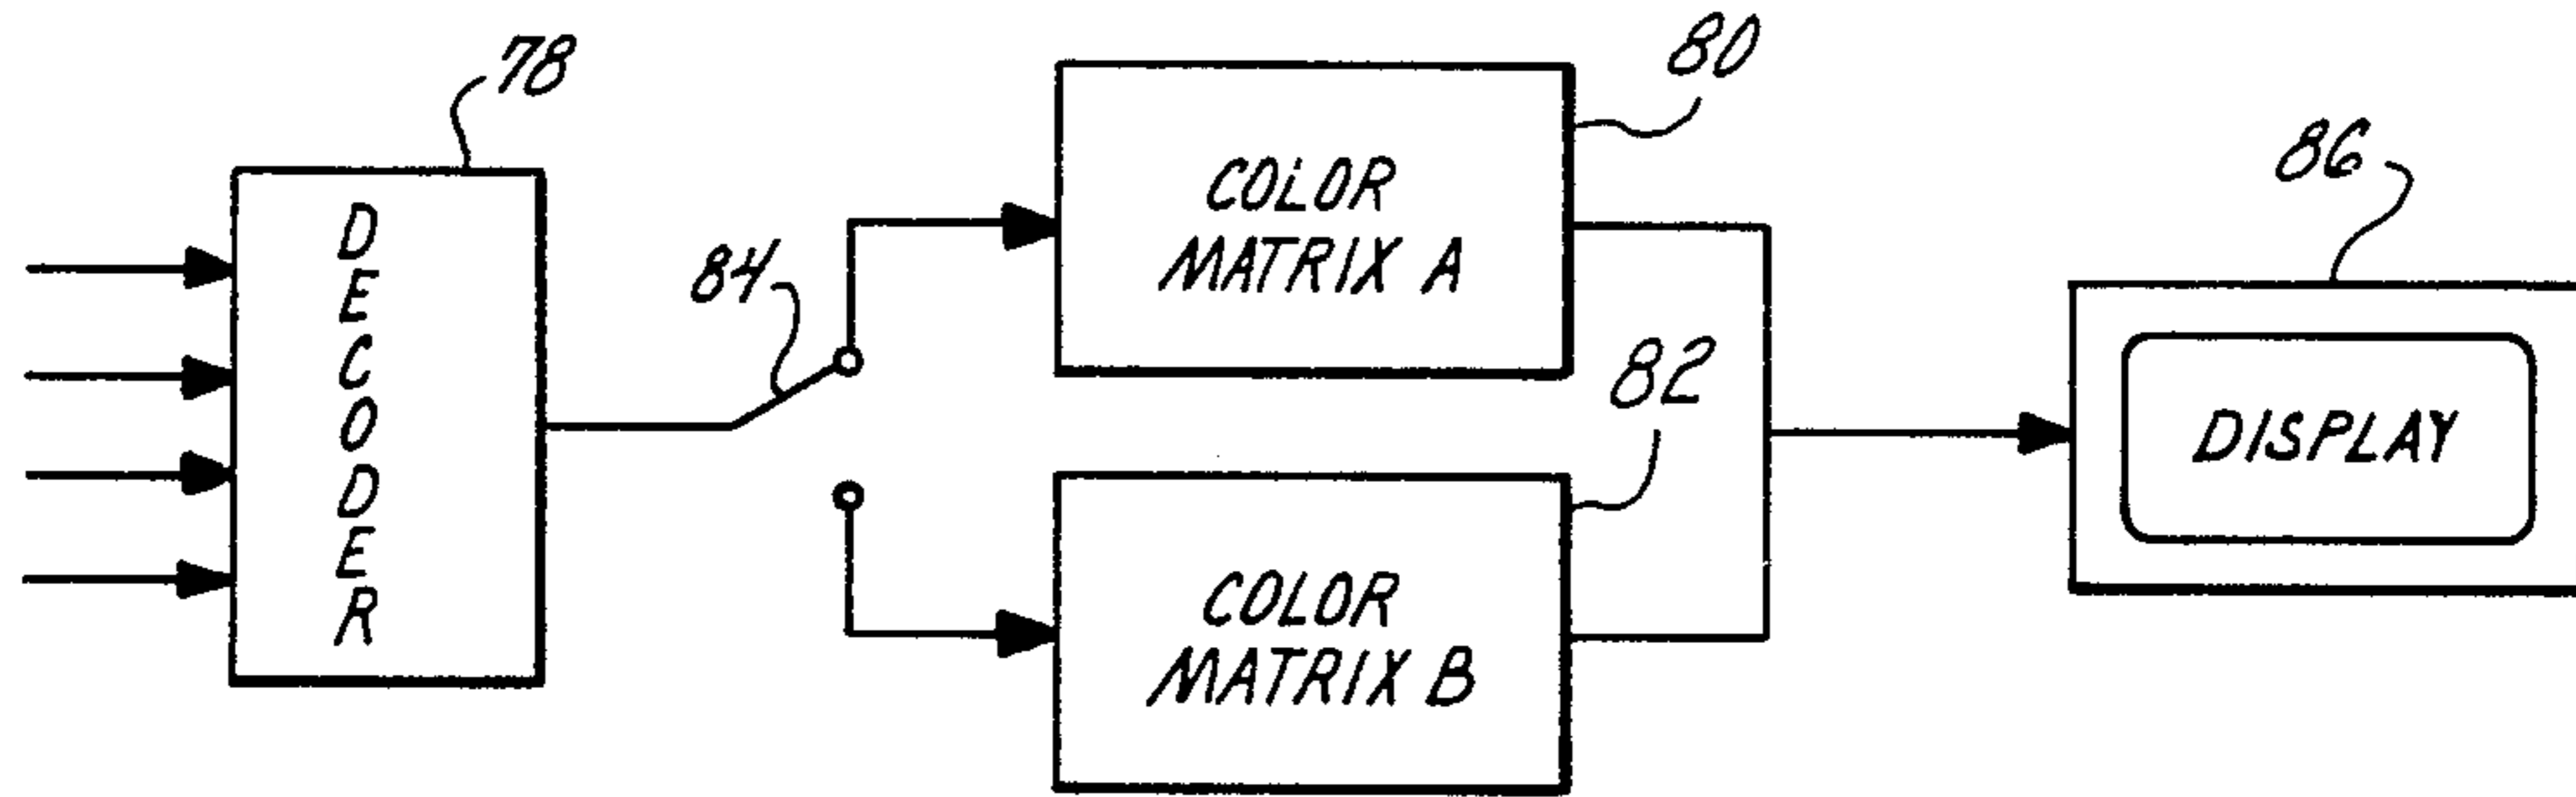 78
DECODER
84
80
COLOR
MATRIX A
82
COLOR
MATRIX B
86
DISPLAY